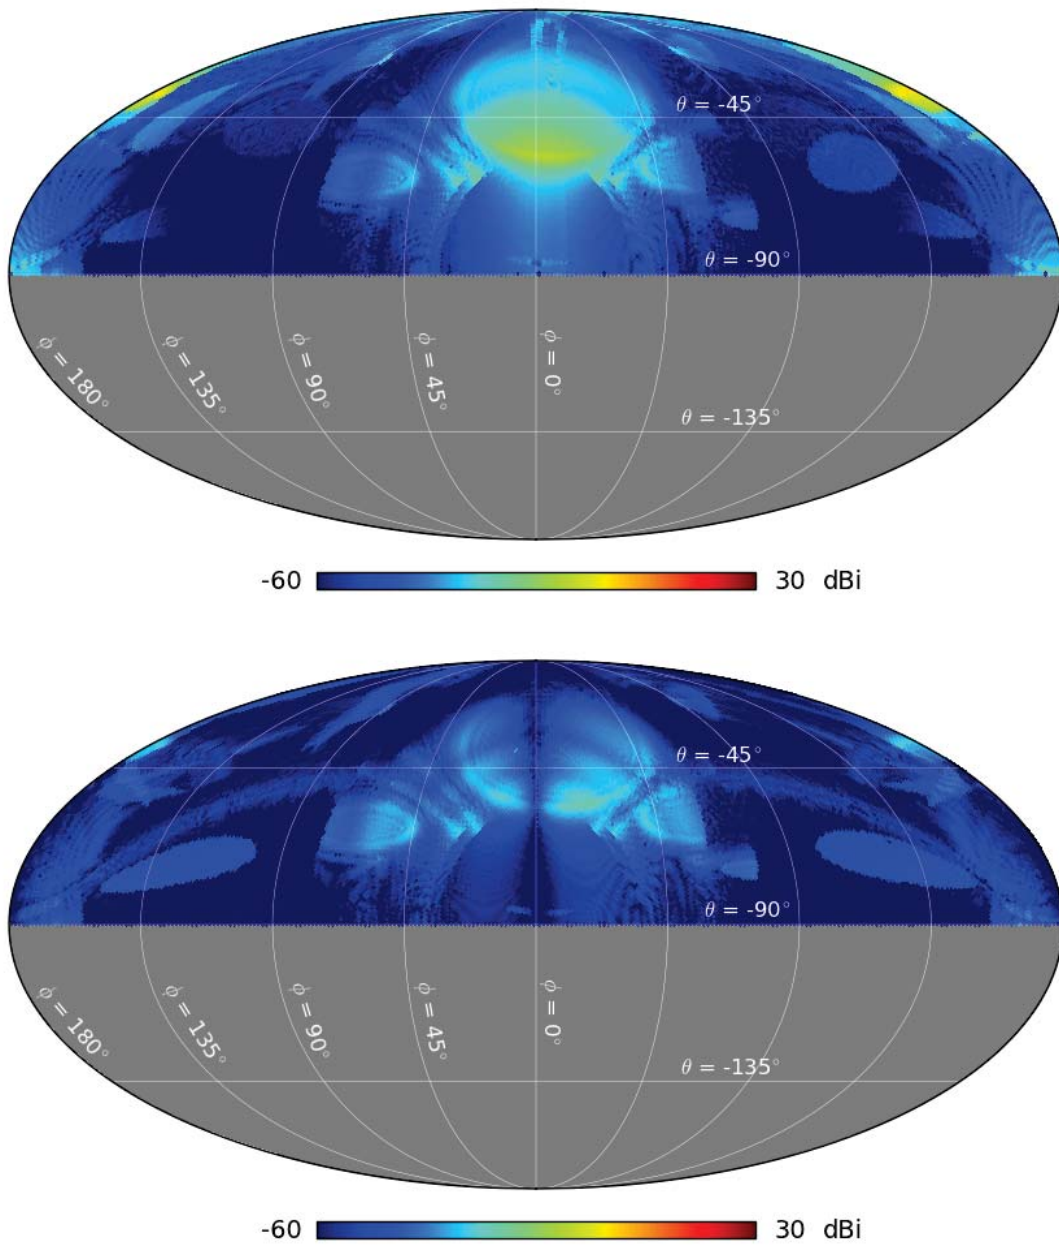 θ = -45°
θ = -90°
ϕ = 180°
ϕ = 135°
ϕ = 90°
ϕ = 45°
ϕ = 0°
θ = -135°
-60 30 dBi
θ = -45°
θ = -90°
ϕ = 180°
ϕ = 135°
ϕ = 90°
ϕ = 45°
ϕ = 0°
θ = -135°
-60 30 dBi